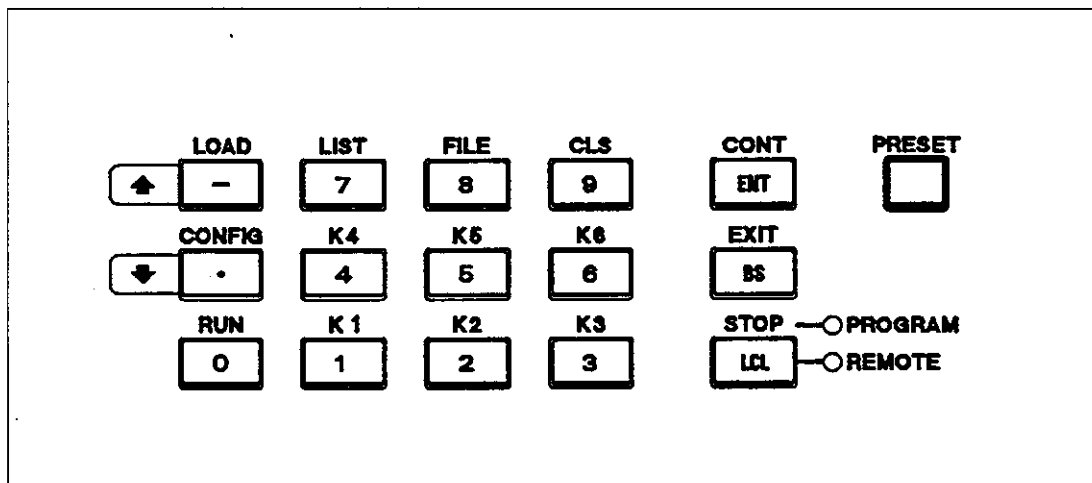 LOAD LIST FILE CLS CONT PRESET
- 7 8 9 ENT
CONFIG K4 K5 K6 EXIT
. 4 5 6 BS
RUN K1 K2 K3 STOP PROGRAM
0 1 2 3 LCL REMOTE